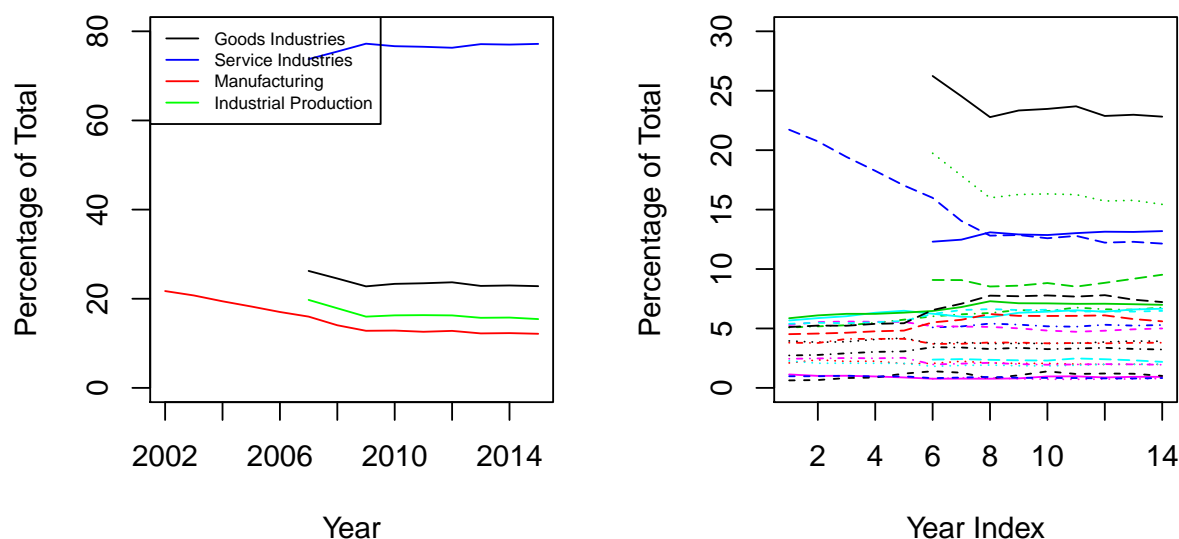 80
60
40
20
0
Percentage of Total
Goods Industries
Service Industries
Manufacturing
Industrial Production
2002
2006
2010
2014
Year
30
25
20
15
10
5
0
Percentage of Total
2
4
6
8
10
14
Year Index